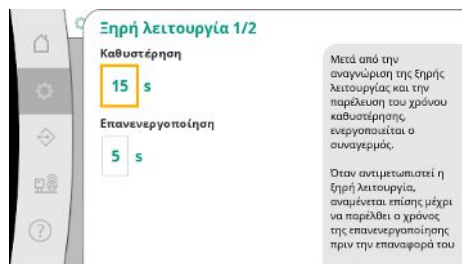 Ξηρή λειτουργία 1/2
Καθυστέρηση
15 s
Επανενεργοποίηση
5 s
Μετά από την
αναγνώριση της ξηρής
λειτουργίας και την
παρέλευση του χρόνου
καθυστέρησης,
ενεργοποιείται ο
συναγερμός.
Όταν αντιμετωπιστεί η
ξηρή λειτουργία,
αναμένεται επίσης μέχρι
να παρέλθει ο χρόνος
της επανενεργοποίησης
πριν την επαναφορά του